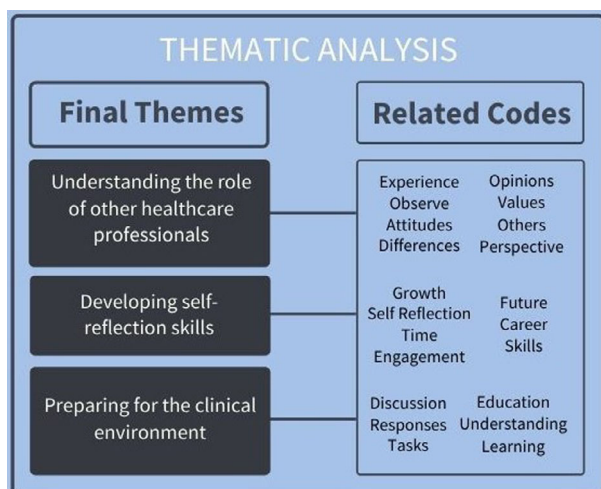 THEMATIC ANALYSIS
Final Themes
Related Codes
Understanding the role
of other healthcare
professionals
Experience
Observe
Attitudes
Differences
Opinions
Values
Others
Perspective
Developing self-
reflection skills
Growth
Self Reflection
Time
Engagement
Future
Career
Skills
Preparing for the clinical
environment
Discussion
Responses
Tasks
Education
Understanding
Learning